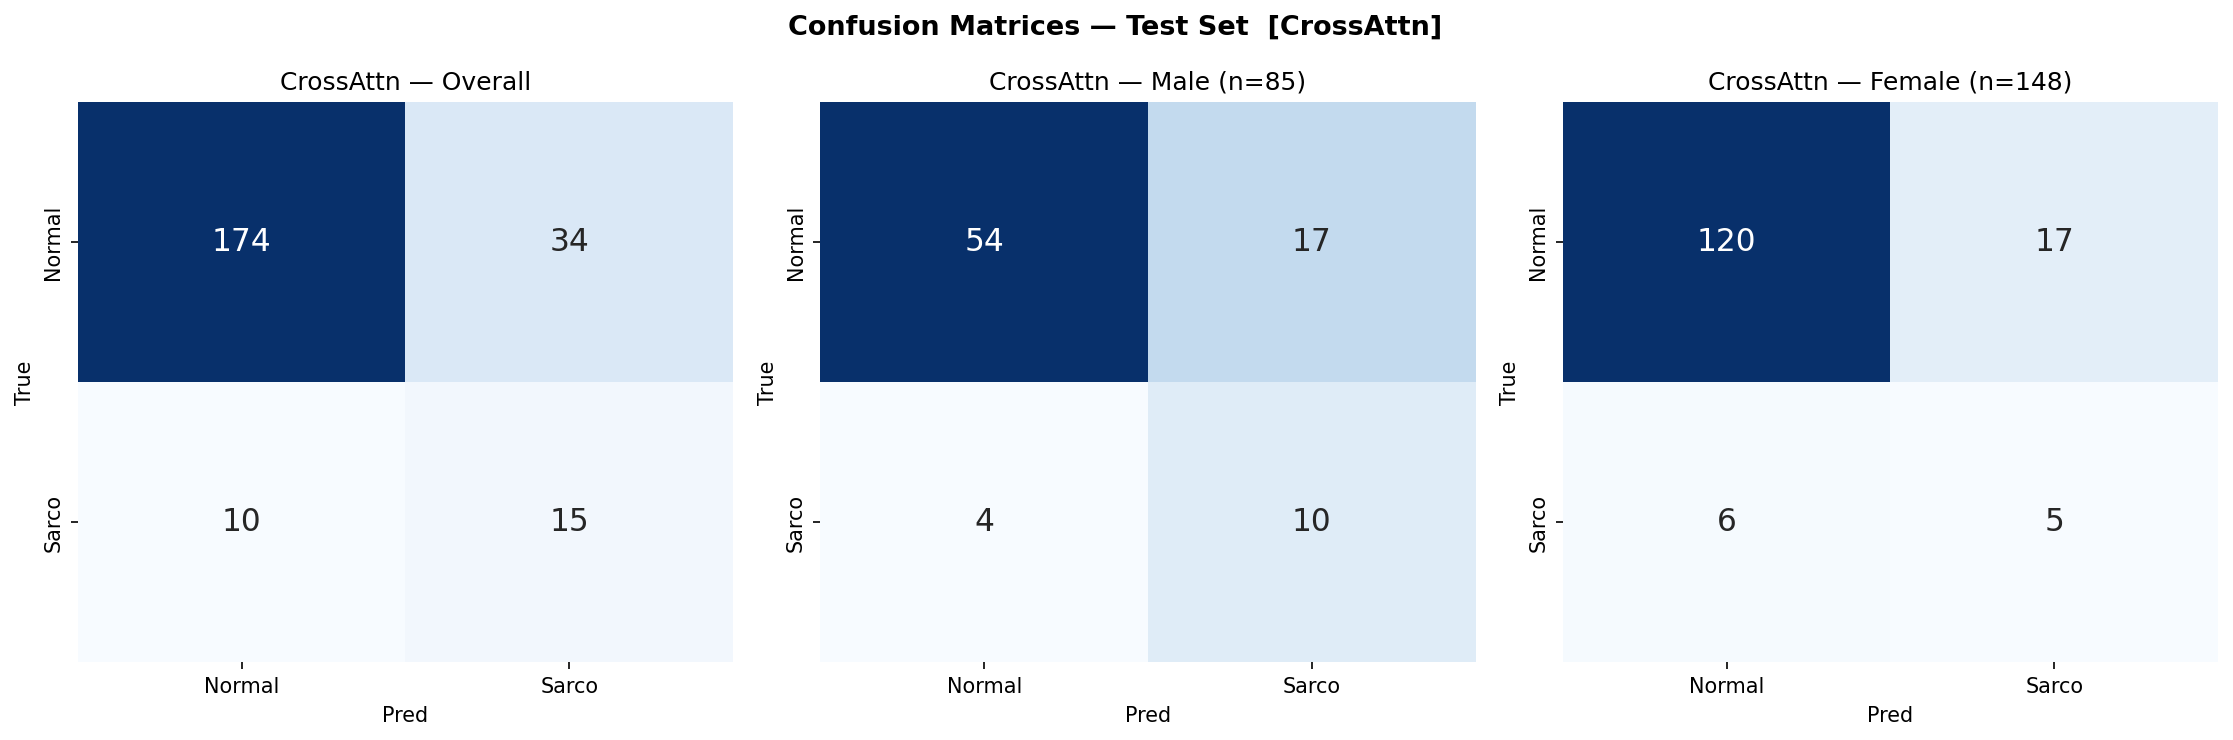 Confusion Matrices — Test Set [CrossAttn]
CrossAttn — Overall
True
Normal
Sarco
174
34
10
15
Normal
Sarco
Pred
CrossAttn — Male (n=85)
True
Normal
Sarco
54
17
4
10
Normal
Sarco
Pred
CrossAttn — Female (n=148)
True
Normal
Sarco
120
17
6
5
Normal
Sarco
Pred